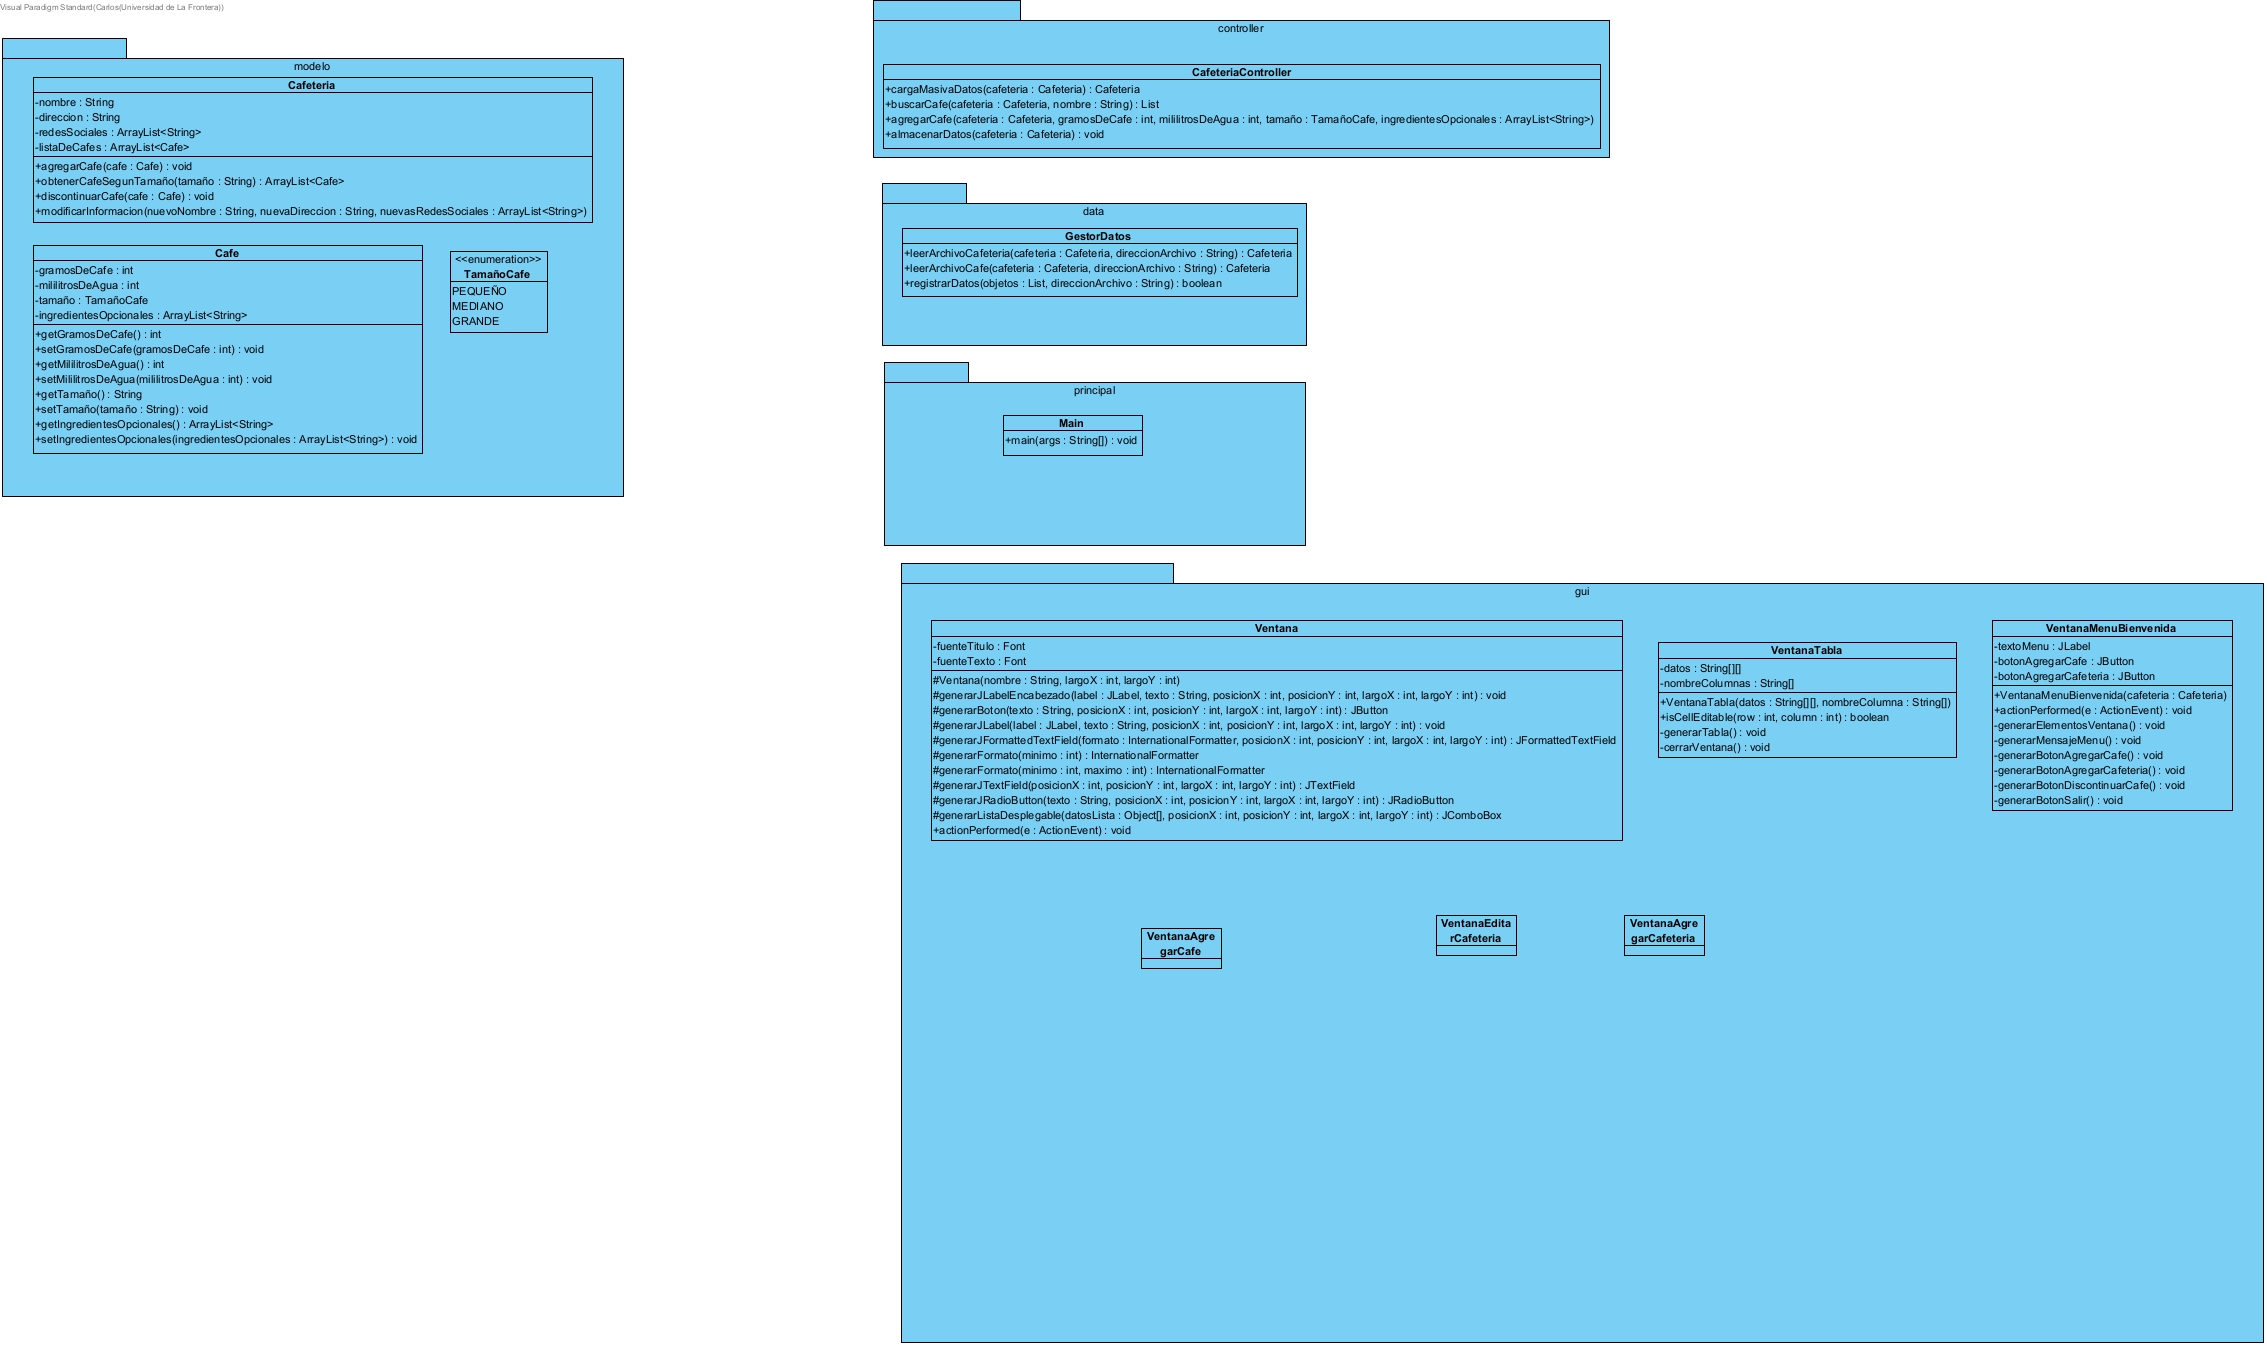 Visual Paradigm Standard(Carlos(Universidad de La Frontera))
modelo
Cafeteria
-nombre : String
-direccion : String
-redesSociales : ArrayList<String>
-listaDeCafes : ArrayList<Cafe>
+agregarCafe(cafe : Cafe) : void
+obtenerCafeSegunTamaño(tamaño : String) : ArrayList<Cafe>
+discontinuarCafe(cafe : Cafe) : void
+modificarInformacion(nuevoNombre : String, nuevaDireccion : String, nuevasRedesSociales : ArrayList<String>)
Cafe
-gramosDeCafe : int
-mililitrosDeAgua : int
-tamaño : TamañoCafe
-ingredientesOpcionales : ArrayList<String>
+getGramosDeCafe() : int
+setGramosDeCafe(gramosDeCafe : int) : void
+getMililitrosDeAgua() : int
+setMililitrosDeAgua(mililitrosDeAgua : int) : void
+getTamaño() : String
+setTamaño(tamaño : String) : void
+getIngredientesOpcionales() : ArrayList<String>
+setIngredientesOpcionales(ingredientesOpcionales : ArrayList<String>) : void
<<enumeration>>
TamañoCafe
PEQUEÑO
MEDIANO
GRANDE
controller
CafeteriaController
+cargaMasivaDatos(cafeteria : Cafeteria) : Cafeteria
+buscarCafe(cafeteria : Cafeteria, nombre : String) : List
+agregarCafe(cafeteria : Cafeteria, gramosDeCafe : int, mililitrosDeAgua : int, tamaño : TamañoCafe, ingredientesOpcionales : ArrayList<String>)
+almacenarDatos(cafeteria : Cafeteria) : void
data
GestorDatos
+leerArchivoCafeteria(cafeteria : Cafeteria, direccionArchivo : String) : Cafeteria
+leerArchivoCafe(cafeteria : Cafeteria, direccionArchivo : String) : Cafeteria
+registrarDatos(objetos : List, direccionArchivo : String) : boolean
principal
Main
+main(args : String[]) : void
gui
Ventana
-fuenteTitulo : Font
-fuenteTexto : Font
#Ventana(nombre : String, largoX : int, largoY : int)
#generarJLabelEncabezado(label : JLabel, texto : String, posicionX : int, posicionY : int, largoX : int, largoY : int) : void
#generarBoton(texto : String, posicionX : int, posicionY : int, largoX : int, largoY : int) : JButton
#generarJLabel(label : JLabel, texto : String, posicionX : int, posicionY : int, largoX : int, largoY : int) : void
#generarJFormattedTextField(formato : InternationalFormatter, posicionX : int, posicionY : int, largoX : int, largoY : int) : JFormattedTextField
#generarFormato(minimo : int) : InternationalFormatter
#generarFormato(minimo : int, maximo : int) : InternationalFormatter
#generarJTextField(posicionX : int, posicionY : int, largoX : int, largoY : int) : JTextField
#generarJRadioButton(texto : String, posicionX : int, posicionY : int, largoX : int, largoY : int) : JRadioButton
#generarListaDesplegable(datosLista : Object[], posicionX : int, posicionY : int, largoX : int, largoY : int) : JComboBox
+actionPerformed(e : ActionEvent) : void
VentanaTabla
-datos : String[][]
-nombreColumnas : String[]
+VentanaTabla(datos : String[][], nombreColumna : String[])
+isCellEditable(row : int, column : int) : boolean
-generarTabla() : void
-cerrarVentana() : void
VentanaMenuBienvenida
-textoMenu : JLabel
-botonAgregarCafe : JButton
-botonAgregarCafeteria : JButton
+VentanaMenuBienvenida(cafeteria : Cafeteria)
+actionPerformed(e : ActionEvent) : void
-generarElementosVentana() : void
-generarMensajeMenu() : void
-generarBotonAgregarCafe() : void
-generarBotonAgregarCafeteria() : void
-generarBotonDiscontinuarCafe() : void
-generarBotonSalir() : void
VentanaAgre
garCafe
VentanaEdita
rCafeteria
VentanaAgre
garCafeteria